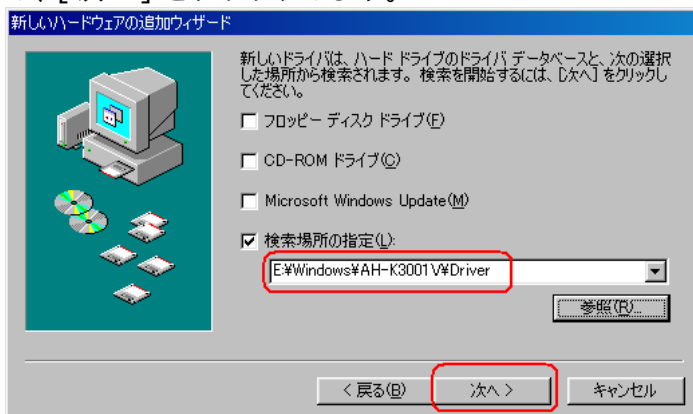 新しいハードウェアの追加ウィザード
新しいドライバは、ハード ドライブのドライバ データベースと、次の選択
した場所から検索されます。 検索を開始するには、[次へ] をクリックし
てください。
フロッピー ディスク ドライブ(F)
CD-ROM ドライブ(C)
Microsoft Windows Update(M)
検索場所の指定(L):
E:¥Windows¥AH-K3001V¥Driver
参照(R)...
< 戻る(B)
次へ >
キャンセル